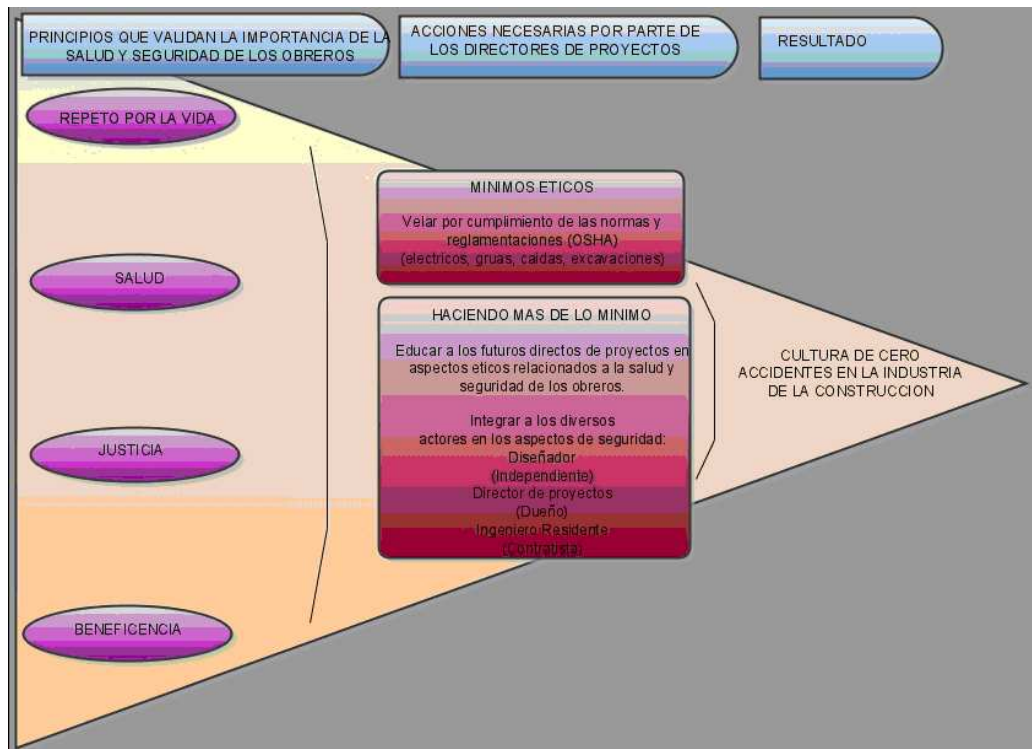 PRINCIPIOS QUE VALIDAN LA IMPORTANCIA DE LA
SALUD Y SEGURIDAD DE LOS OBREROS
ACCIONES NECESARIAS POR PARTE DE
LOS DIRECTORES DE PROYECTOS
RESULTADO
REPETO POR LA VIDA
SALUD
JUSTICIA
BENEFICENCIA
MINIMOS ETICOS
Velar por cumplimiento de las normas y
reglamentaciones (OSHA)
(electricos, gruas, caidas, excavaciones)
HACIENDO MAS DE LO MINIMO
Educar a los futuros directos de proyectos en
aspectos eticos relacionados a la salud y
seguridad de los obreros.
Integrar a los diversos
actores en los aspectos de seguridad:
Diseñador
(Independiente)
Director de proyectos
(Dueño)
Ingeniero Residente
(Contratista)
CULTURA DE CERO
ACCIDENTES EN LA INDUSTRIA
DE LA CONSTRUCCION